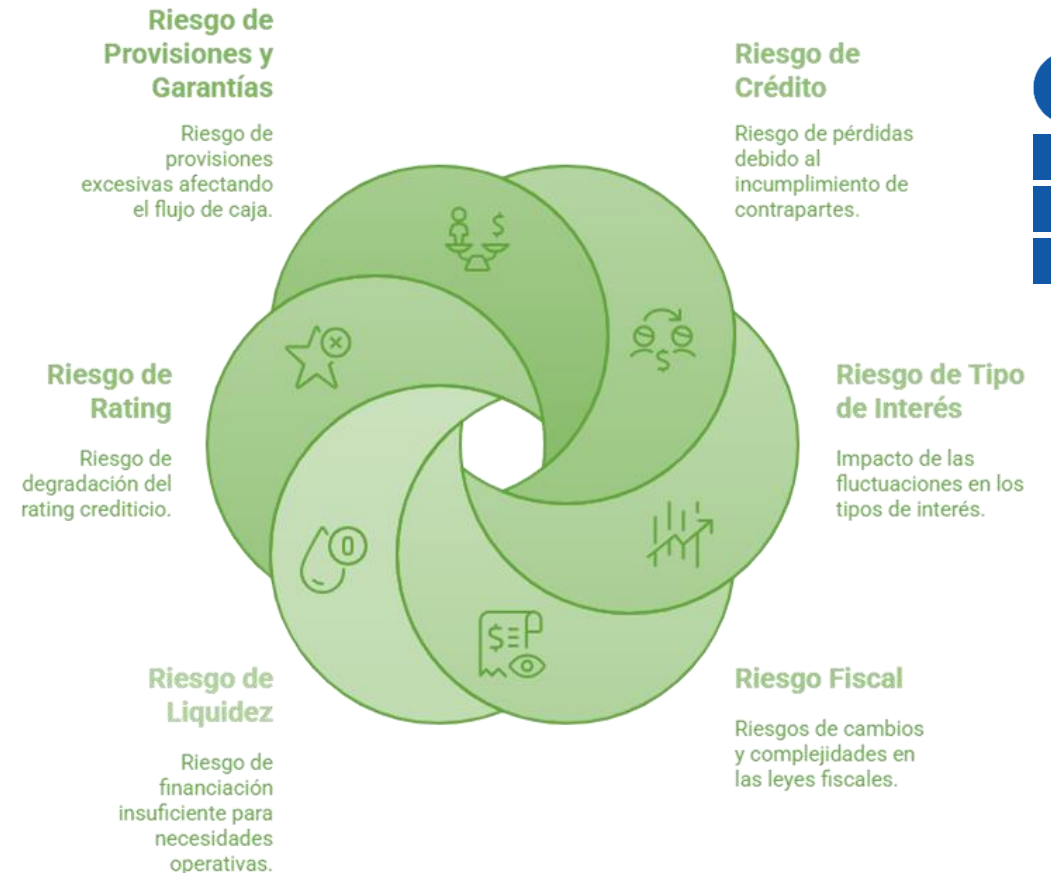 Riesgo de
Provisiones y
Garantías
Riesgo de
provisiones
excesivas afectando
el flujo de caja.
Riesgo de
Crédito
Riesgo de pérdidas
debido al
incumplimiento de
contrapartes.
$
$
Riesgo de
Rating
Riesgo de
degradación del
rating crediticio.
Riesgo de Tipo
de Interés
Impacto de las
fluctuaciones en los
tipos de interés.
0
$
Riesgo de
Liquidez
Riesgo de
financiación
insuficiente para
necesidades
operativas.
Riesgo Fiscal
Riesgos de cambios
y complejidades en
las leyes fiscales.